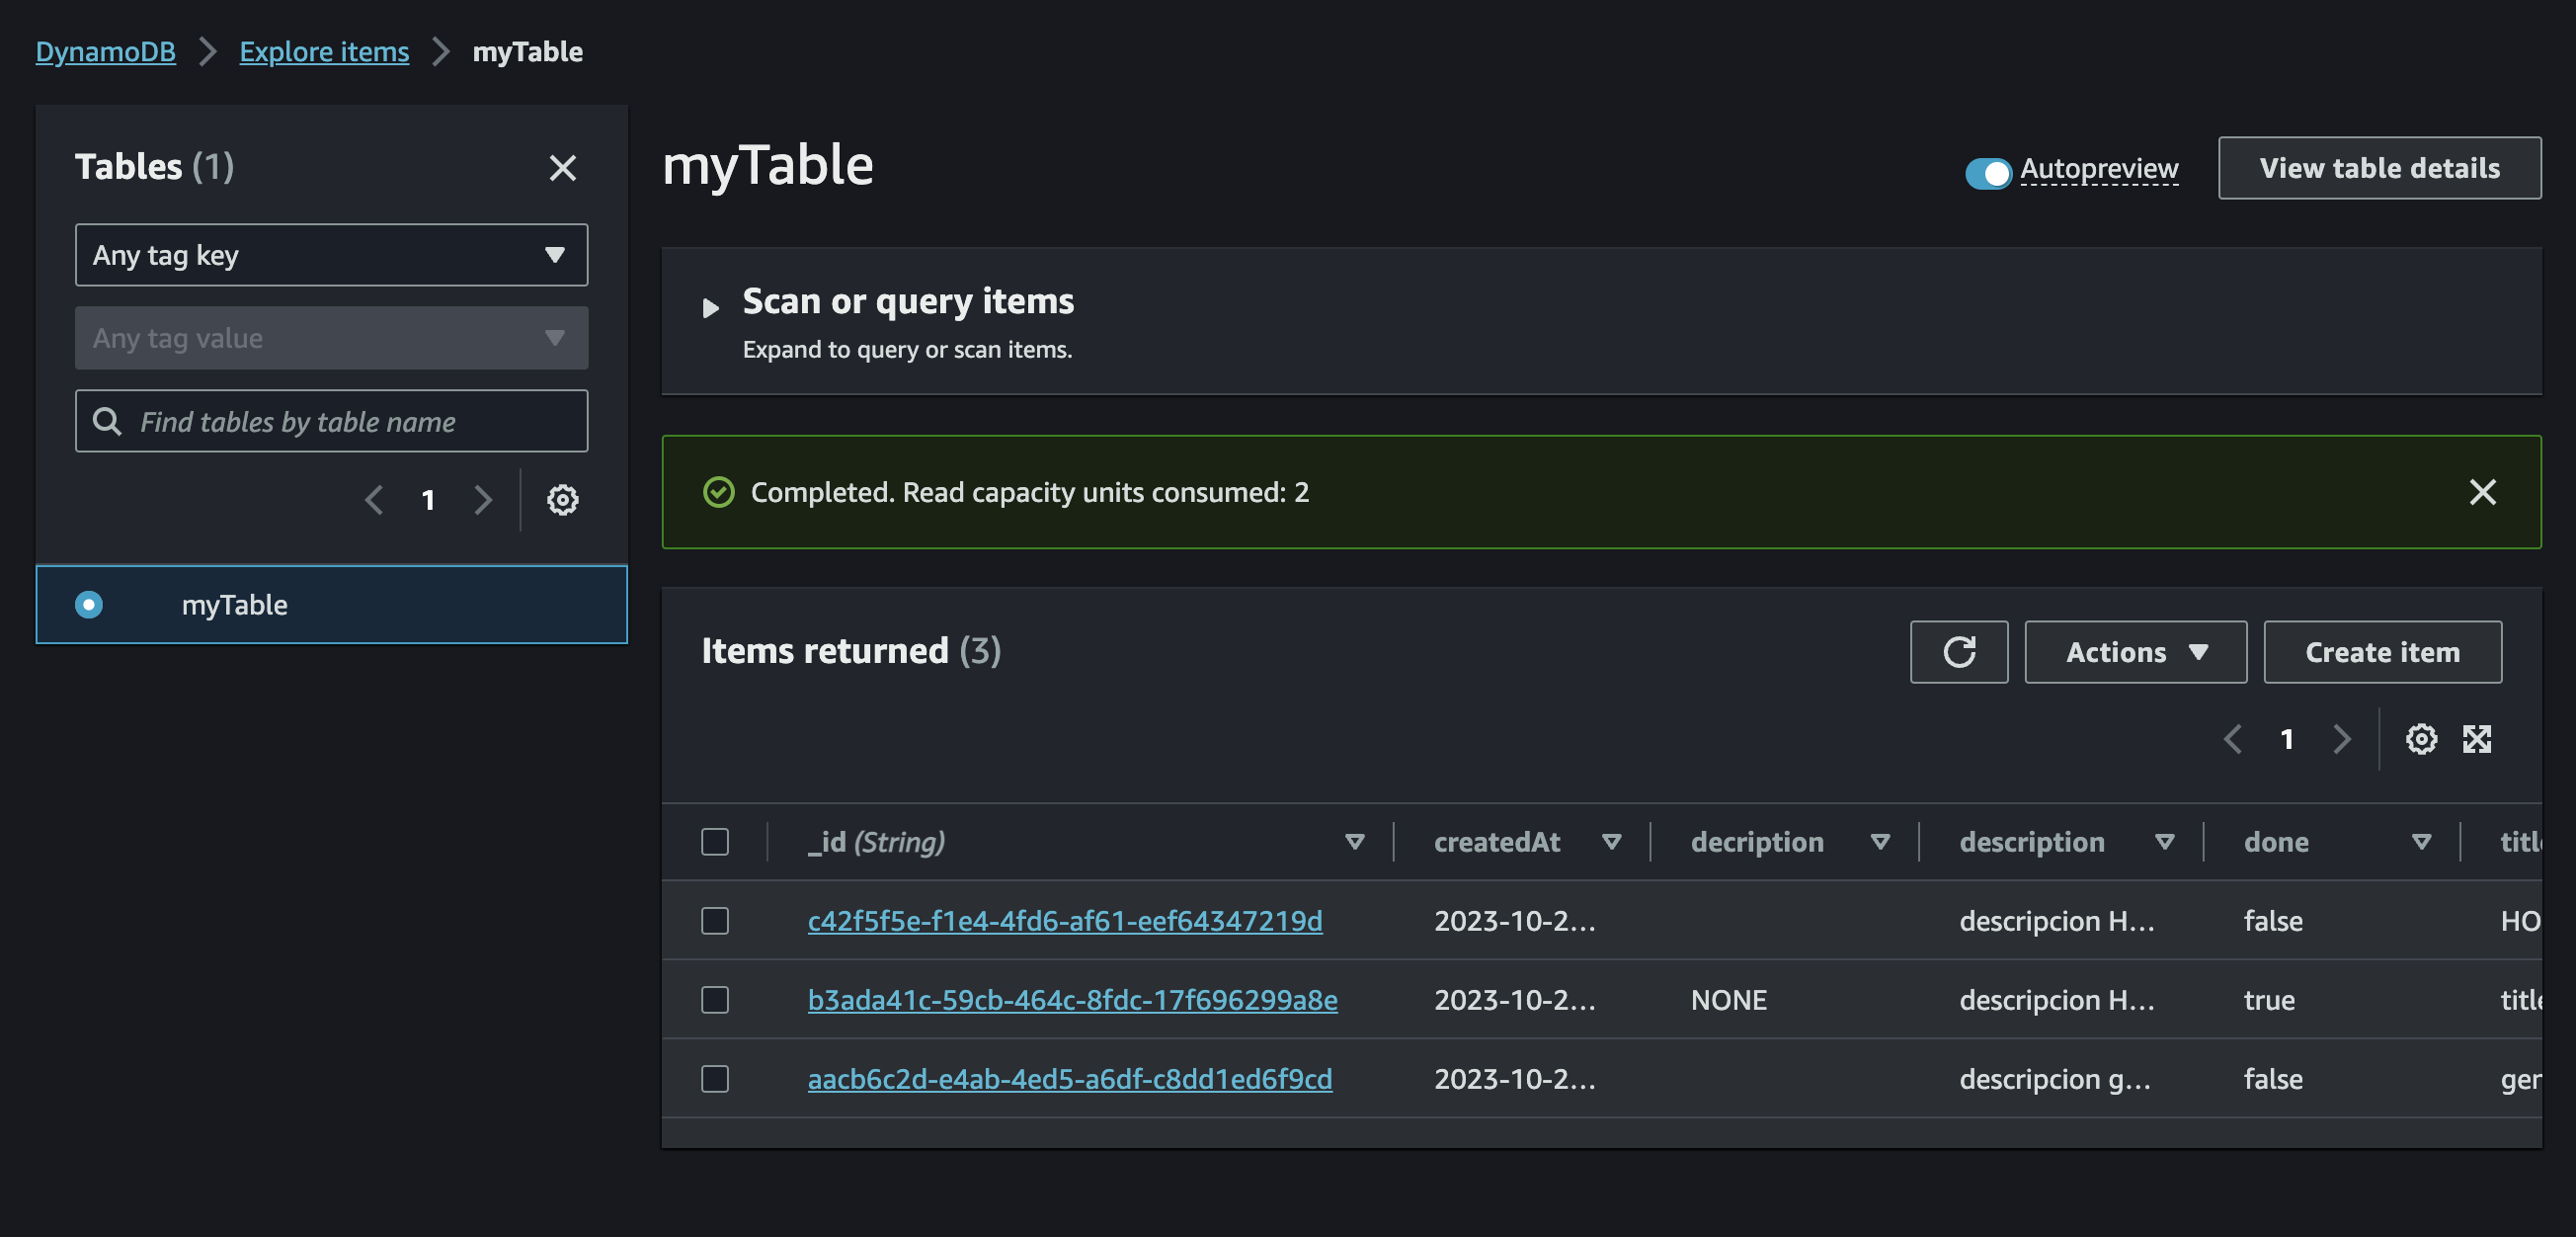 DynamoDB > Explore items > myTable
Tables (1)
Any tag key
Any tag value
Find tables by table name
1
myTable
myTable
Autopreview
View table details
Scan or query items
Expand to query or scan items.
Completed. Read capacity units consumed: 2
Items returned (3)
Actions
Create item
1
_id (String) createdAt decription description done titl
c42f5f5e-f1e4-4fd6-af61-eef64347219d 2023-10-2... descripcion H... false HO
b3ada41c-59cb-464c-8fdc-17f696299a8e 2023-10-2... NONE descripcion H... true title
aacb6c2d-e4ab-4ed5-a6df-c8dd1ed6f9cd 2023-10-2... descripcion g... false ger